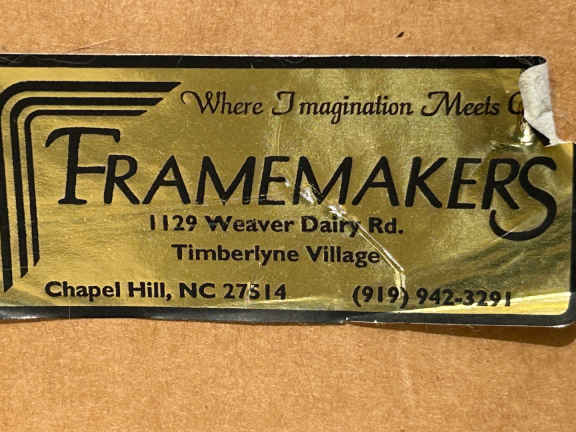 Where Imagination Meets
FRAMEMAKERS
1129 Weaver Dairy Rd.
Timberlyne Village
Chapel Hill, NC 27514 (919) 942-3291